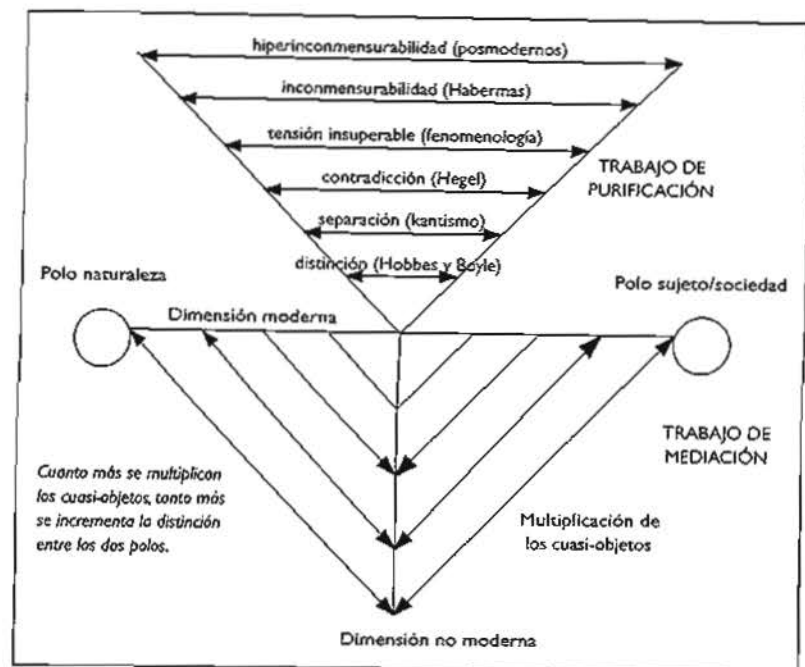 hiperinconmensurabilidad (posmodernos)
inconmensurabilidad (Habermas)
tensión insuperable (fenomenología)
TRABAJO DE
PURIFICACIÓN
contradicción (Hegel)
separación (kantismo)
distinción (Hobbes y Boyle)
Polo naturaleza
Polo sujeto/sociedad
Dimensión moderna
TRABAJO DE
MEDIACIÓN
Cuanto más se multiplican
los cuasi-objetos, tanto más
se incrementa la distinción
entre los dos polos.
Multiplicación de
los cuasi-objetos
Dimensión no moderna